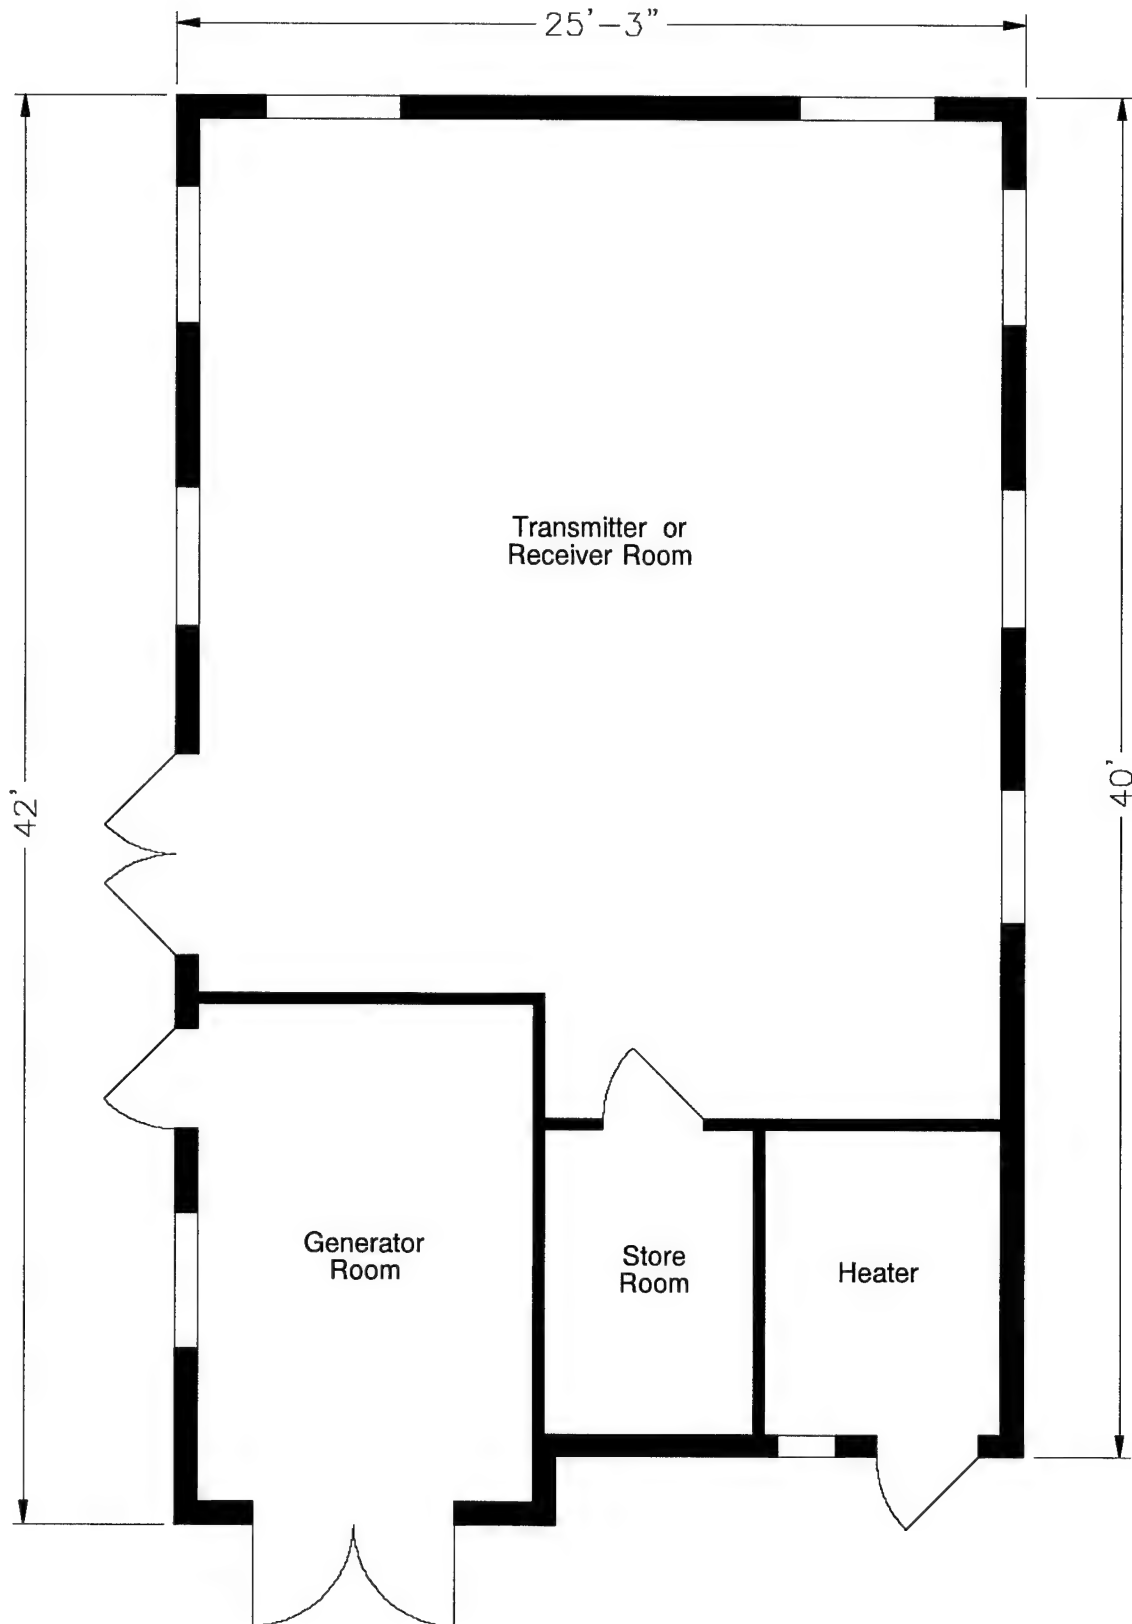 25'-3"
Transmitter or
Receiver Room
42'
40'
Generator
Room
Store
Room
Heater